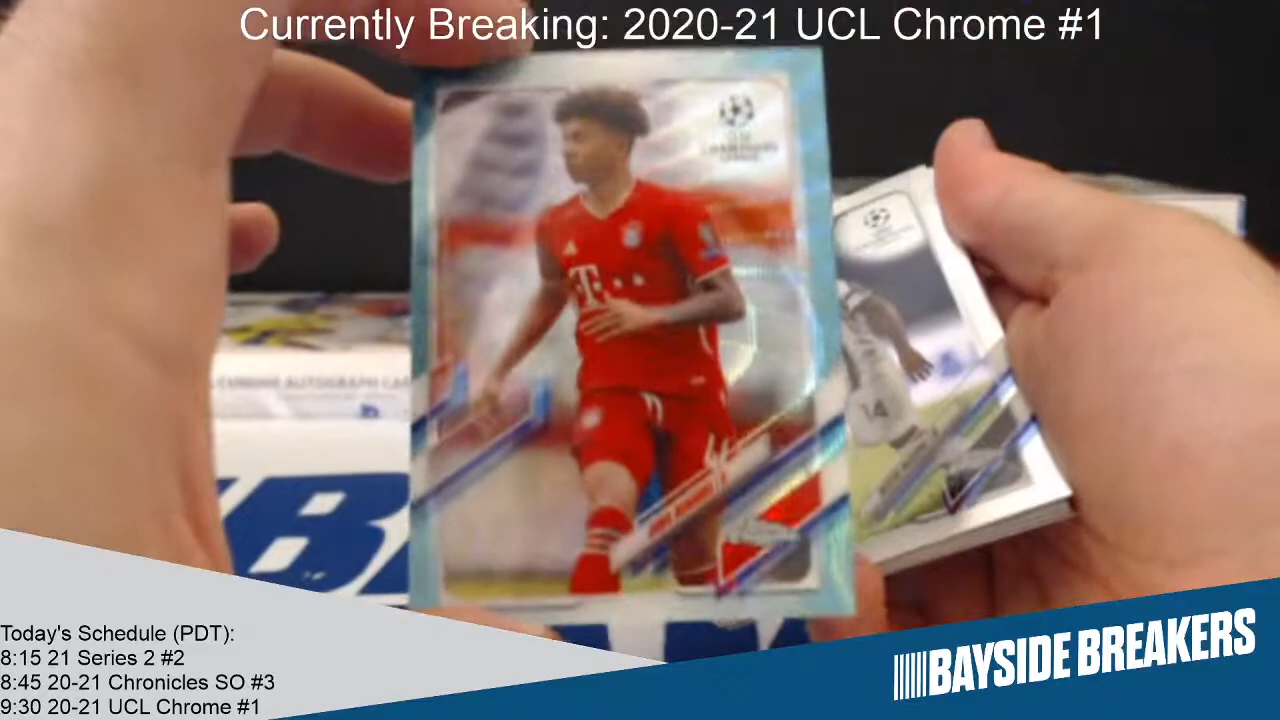 Currently Breaking: 2020-21 UCL Chrome #1
T
14
B
Today's Schedule (PDT):
8:15 21 Series 2 #2
8:45 20-21 Chronicles SO #3
9:30 20-21 UCL Chrome #1
BAYSIDE BREAKERS